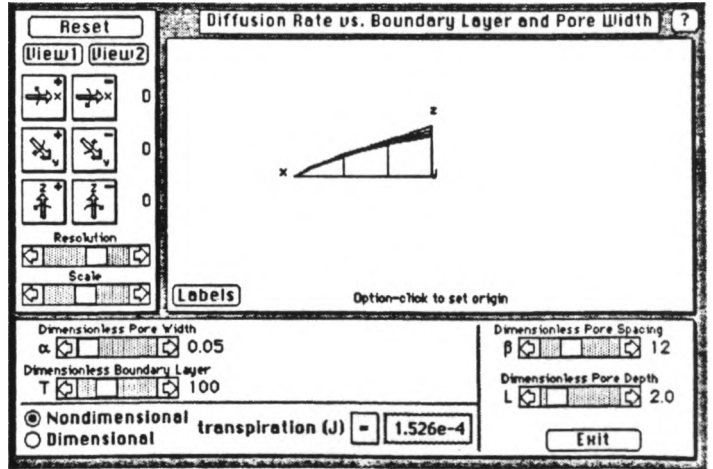 Reset
Diffusion Rate vs. Boundary Layer and Pore Width
?
View1 View2
+ x - x 0
+ y - y 0
z + z - 0
Resolution
Scale
z
x
y
Labels
Option-click to set origin
Dimensionless Pore Width
α 0.05
Dimensionless Boundary Layer
T 100
Dimensionless Pore Spacing
β 12
Dimensionless Pore Depth
L 2.0
Nondimensional
Dimensional
transpiration (J) = 1.526e-4
Exit